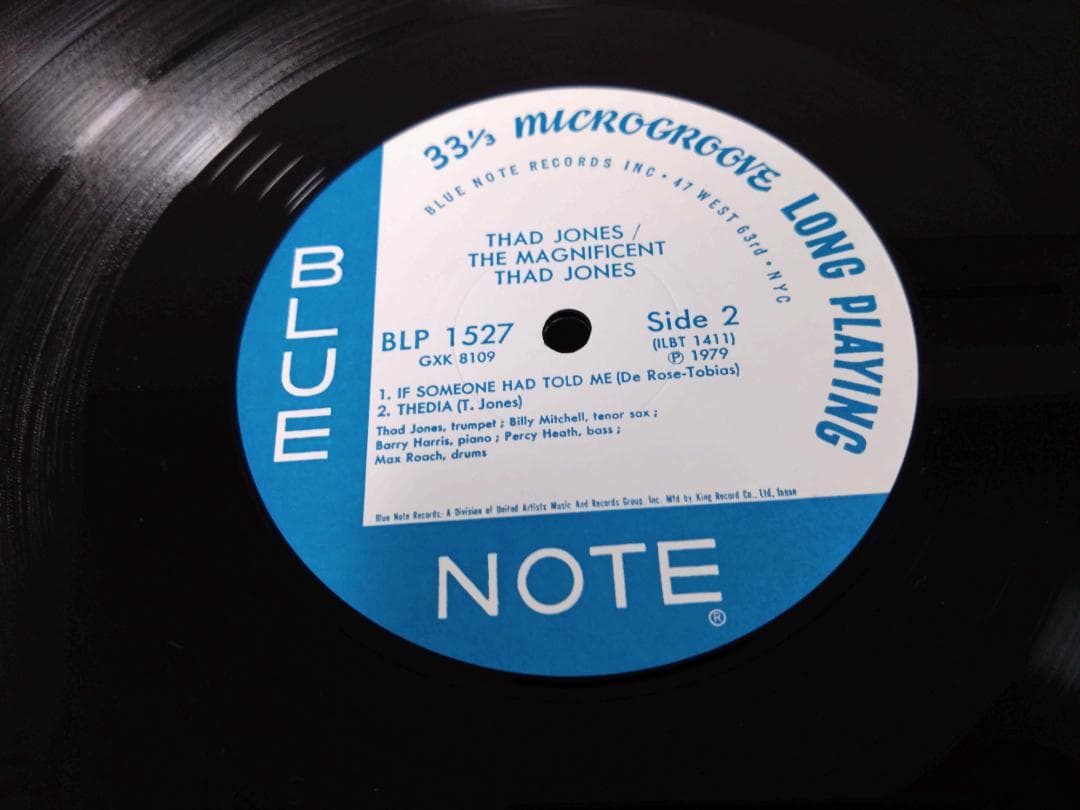 33⅓ MICROGROOVE LONG PLAYING
BLUE NOTE RECORDS INC • 47 WEST 63rd • NYC
THAD JONES /
THE MAGNIFICENT
THAD JONES
BLP 1527
GXK 8109
Side 2
(ILBT 1411)
Ⓟ 1979
1. IF SOMEONE HAD TOLD ME (De Rose-Tobias)
2. THEDIA (T. Jones)
Thad Jones, trumpet ; Billy Mitchell, tenor sax ;
Barry Harris, piano ; Percy Heath, bass ;
Max Roach, drums
Blue Note Records, A Division of United Artists Music And Records Group, Inc. Mfd by King Record Co., Ltd, Japan
BLUE
NOTE ®